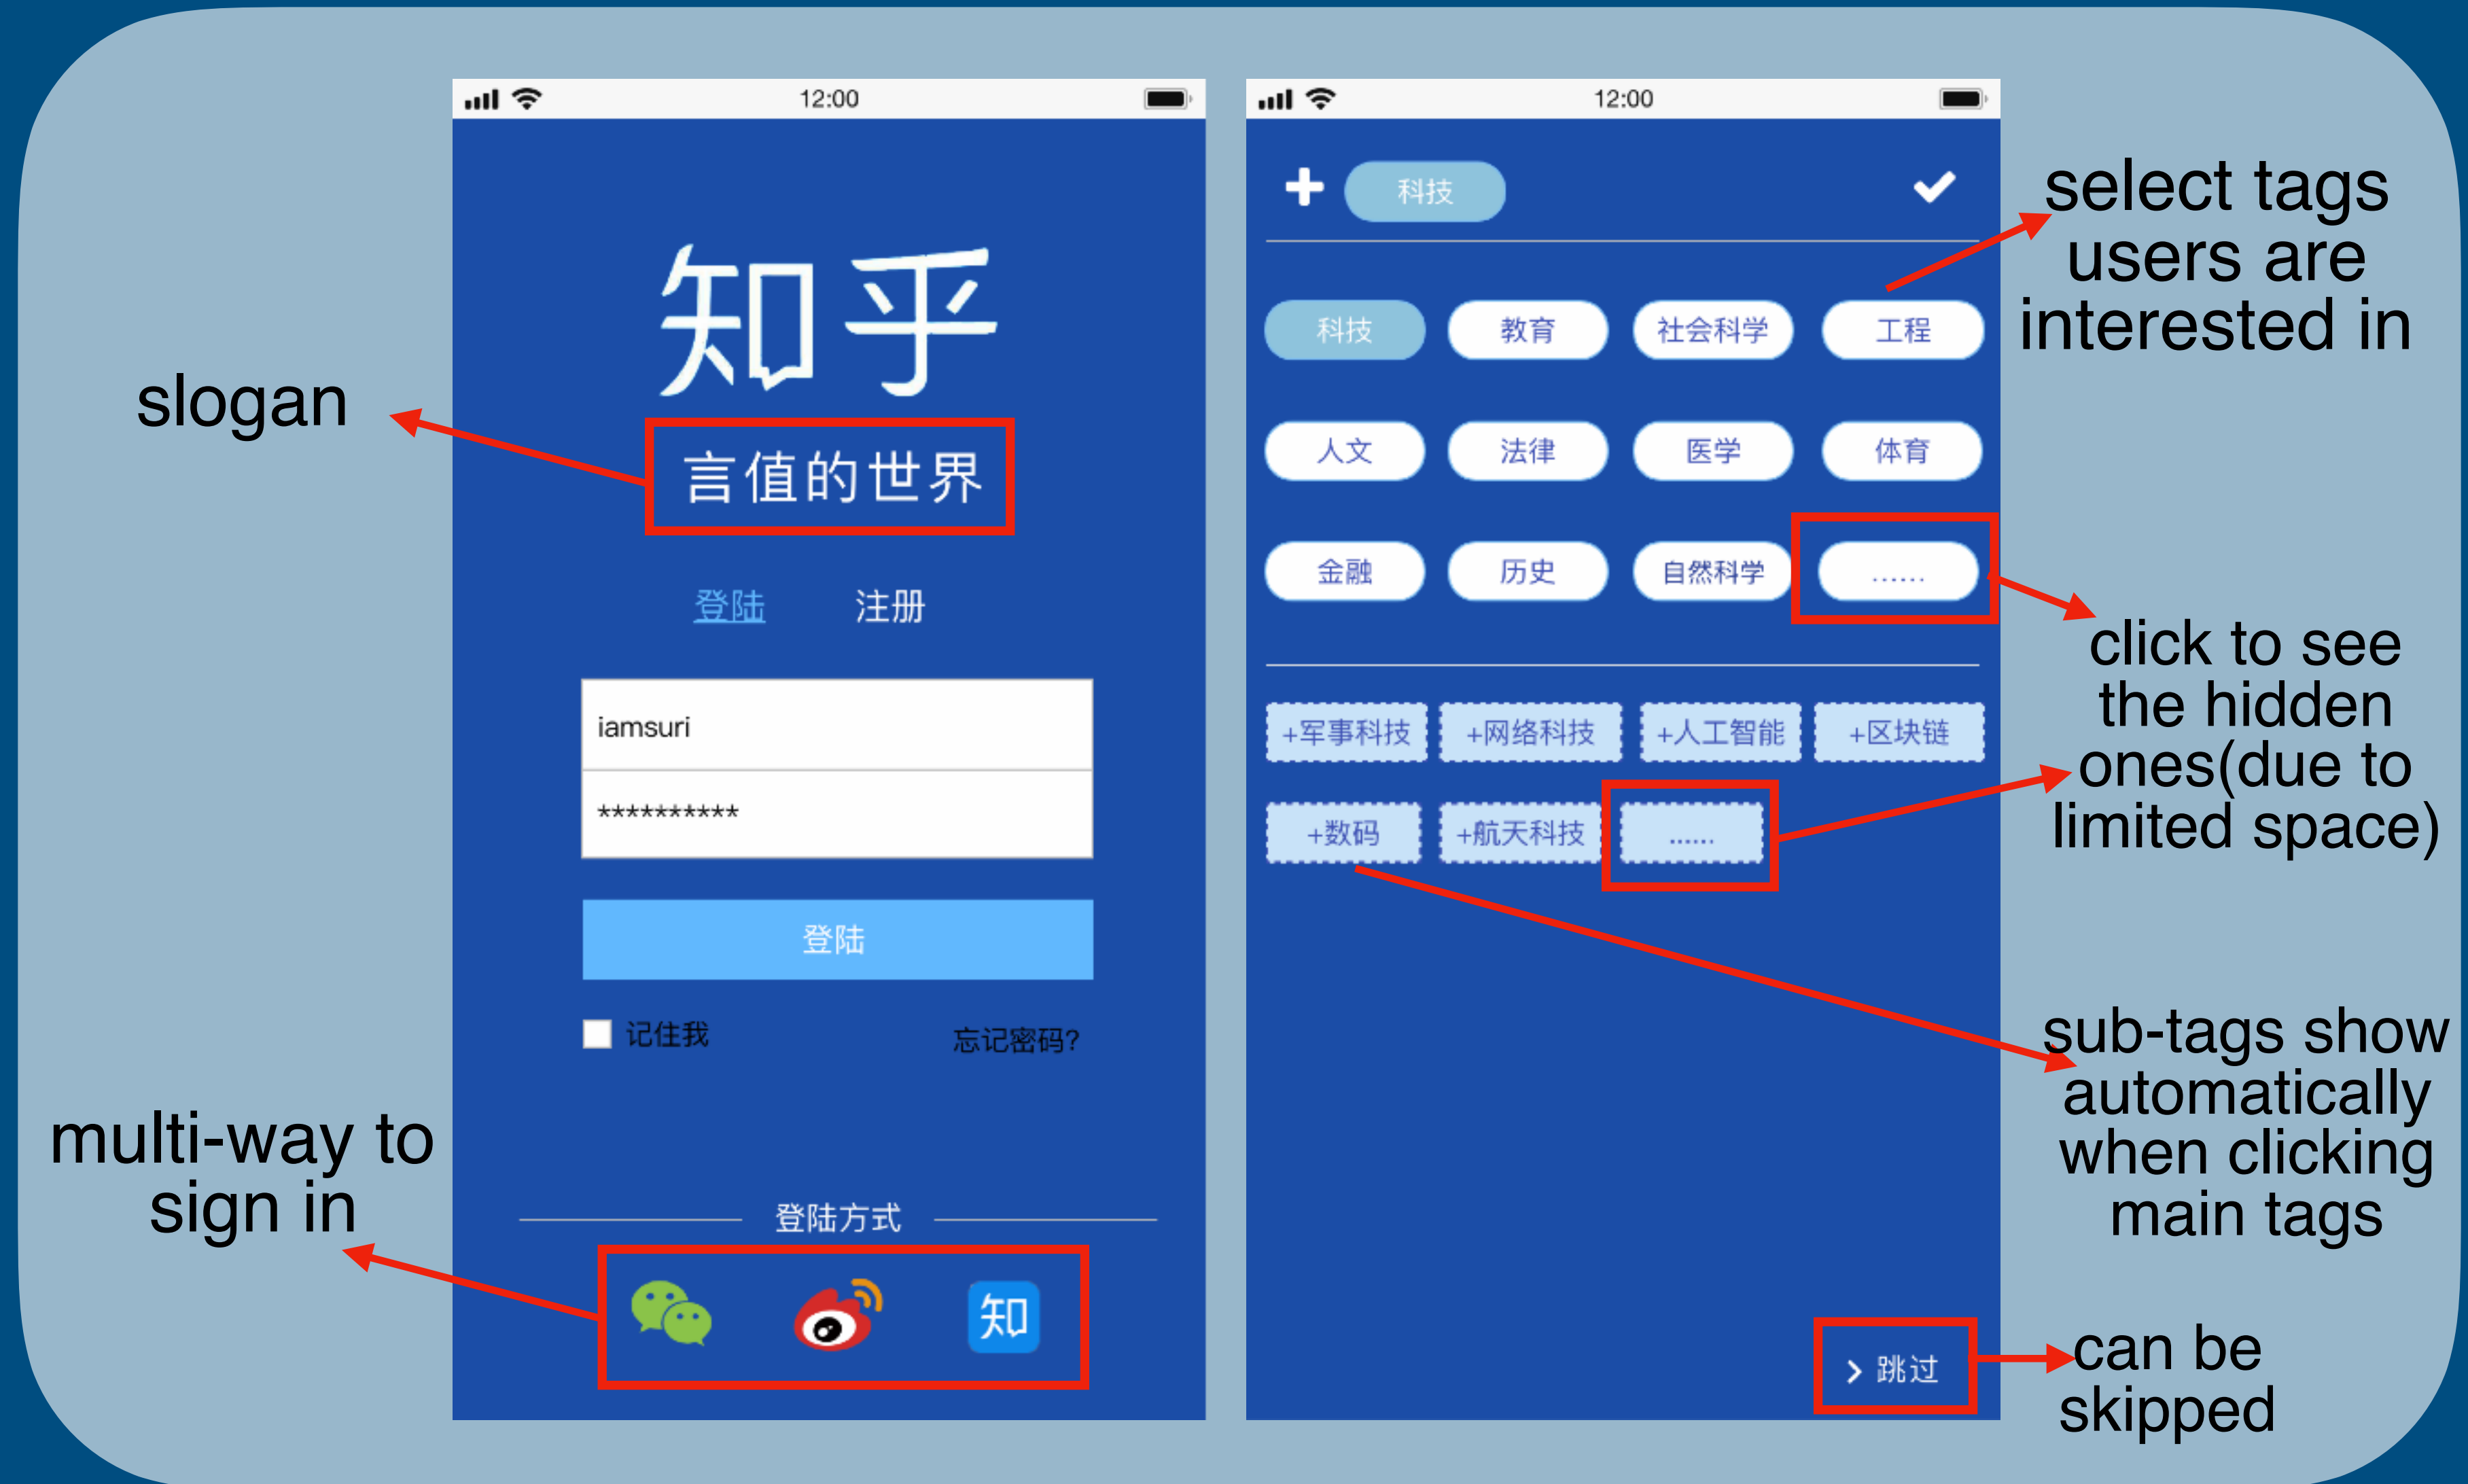 slogan
multi-way to
sign in
12:00
知乎
言值的世界
登陆 注册
iamsuri
**********
登陆
记住我 忘记密码?
登陆方式
知
12:00
科技
科技 教育 社会科学 工程
人文 法律 医学 体育
金融 历史 自然科学 ......
+军事科技 +网络科技 +人工智能 +区块链
+数码 +航天科技 ......
跳过
select tags
users are
interested in
click to see
the hidden
ones(due to
limited space)
sub-tags show
automatically
when clicking
main tags
can be
skipped